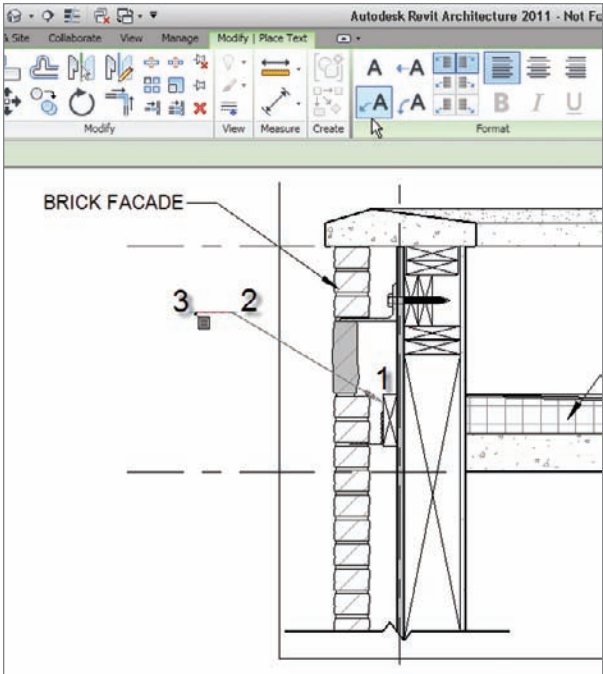 Autodesk Revit Architecture 2011 - Not Fo
& Site Collaborate View Manage Modify | Place Text
A A
A A
B I U
Modify View Measure Create Format
BRICK FACADE
3 2
1